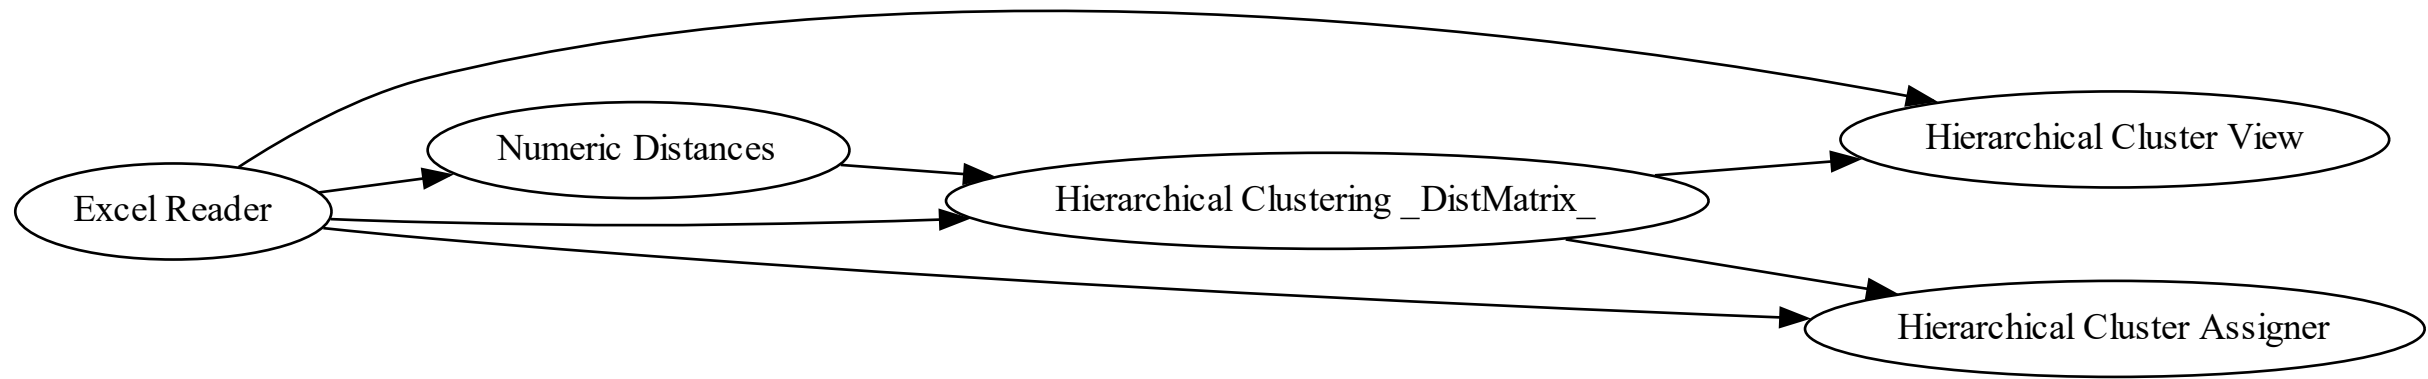 Excel Reader
Numeric Distances
Hierarchical Clustering _DistMatrix_
Hierarchical Cluster View
Hierarchical Cluster Assigner